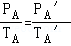 P_A/T_A = P_A′/T_A′